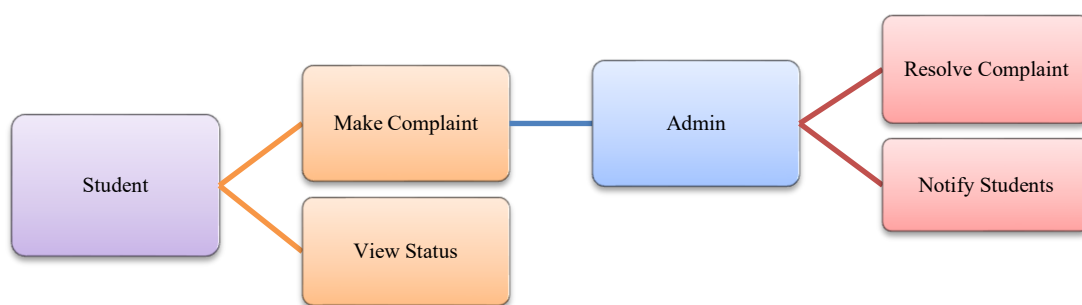 Student
Make Complaint
View Status
Admin
Resolve Complaint
Notify Students